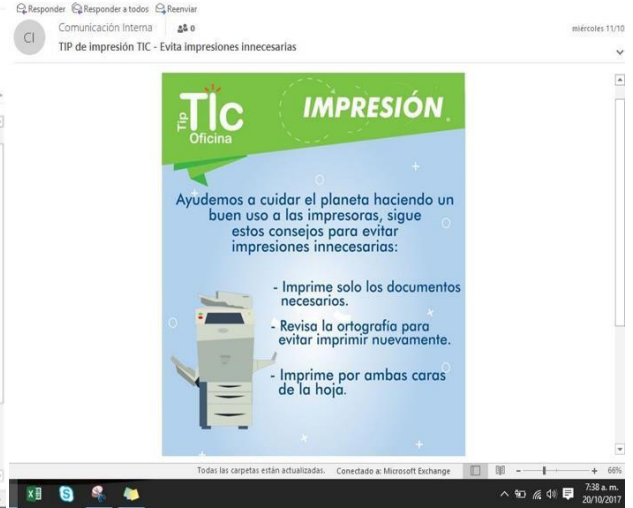 Responder Responder a todos Reenviar
Comunicación Interna 0
miércoles 11/10
CI
TIP de impresión TIC - Evita impresiones innecesarias
Tip TIC Oficina
IMPRESIÓN
Ayudemos a cuidar el planeta haciendo un
buen uso a las impresoras, sigue
estos consejos para evitar
impresiones innecesarias:
- Imprime solo los documentos
necesarios.
- Revisa la ortografía para
evitar imprimir nuevamente.
- Imprime por ambas caras
de la hoja.
Todas las carpetas están actualizadas. Conectado a: Microsoft Exchange
66%
7:38 a. m.
20/10/2017